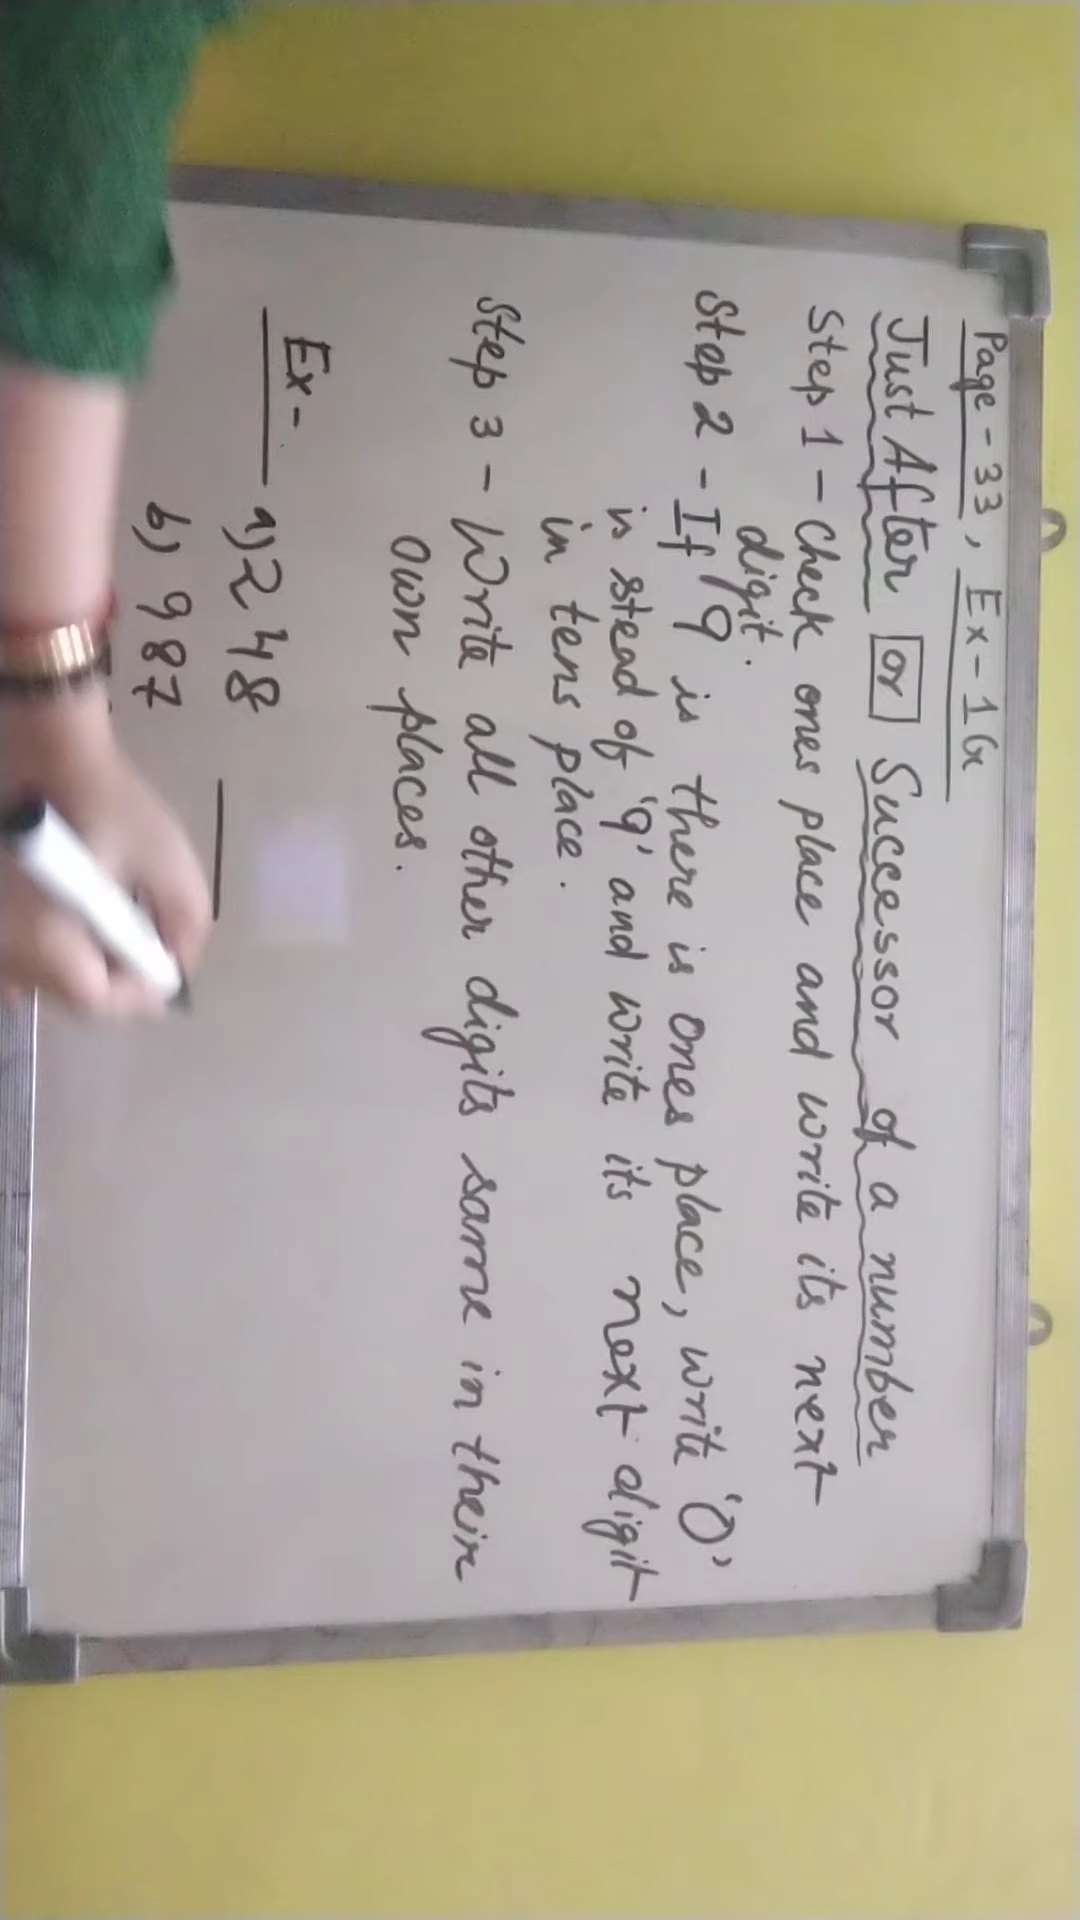 Page - 33, Ex - 1G
Just After or Successor of a number
Step 1 - Check ones place and write its next
digit.
Step 2 - If 9 is there is ones place, write '0'
is stead of '9' and write its next digit
in tens place.
Step 3 - Write all other digits same in their
own places.
Ex -
a) 248
b) 987